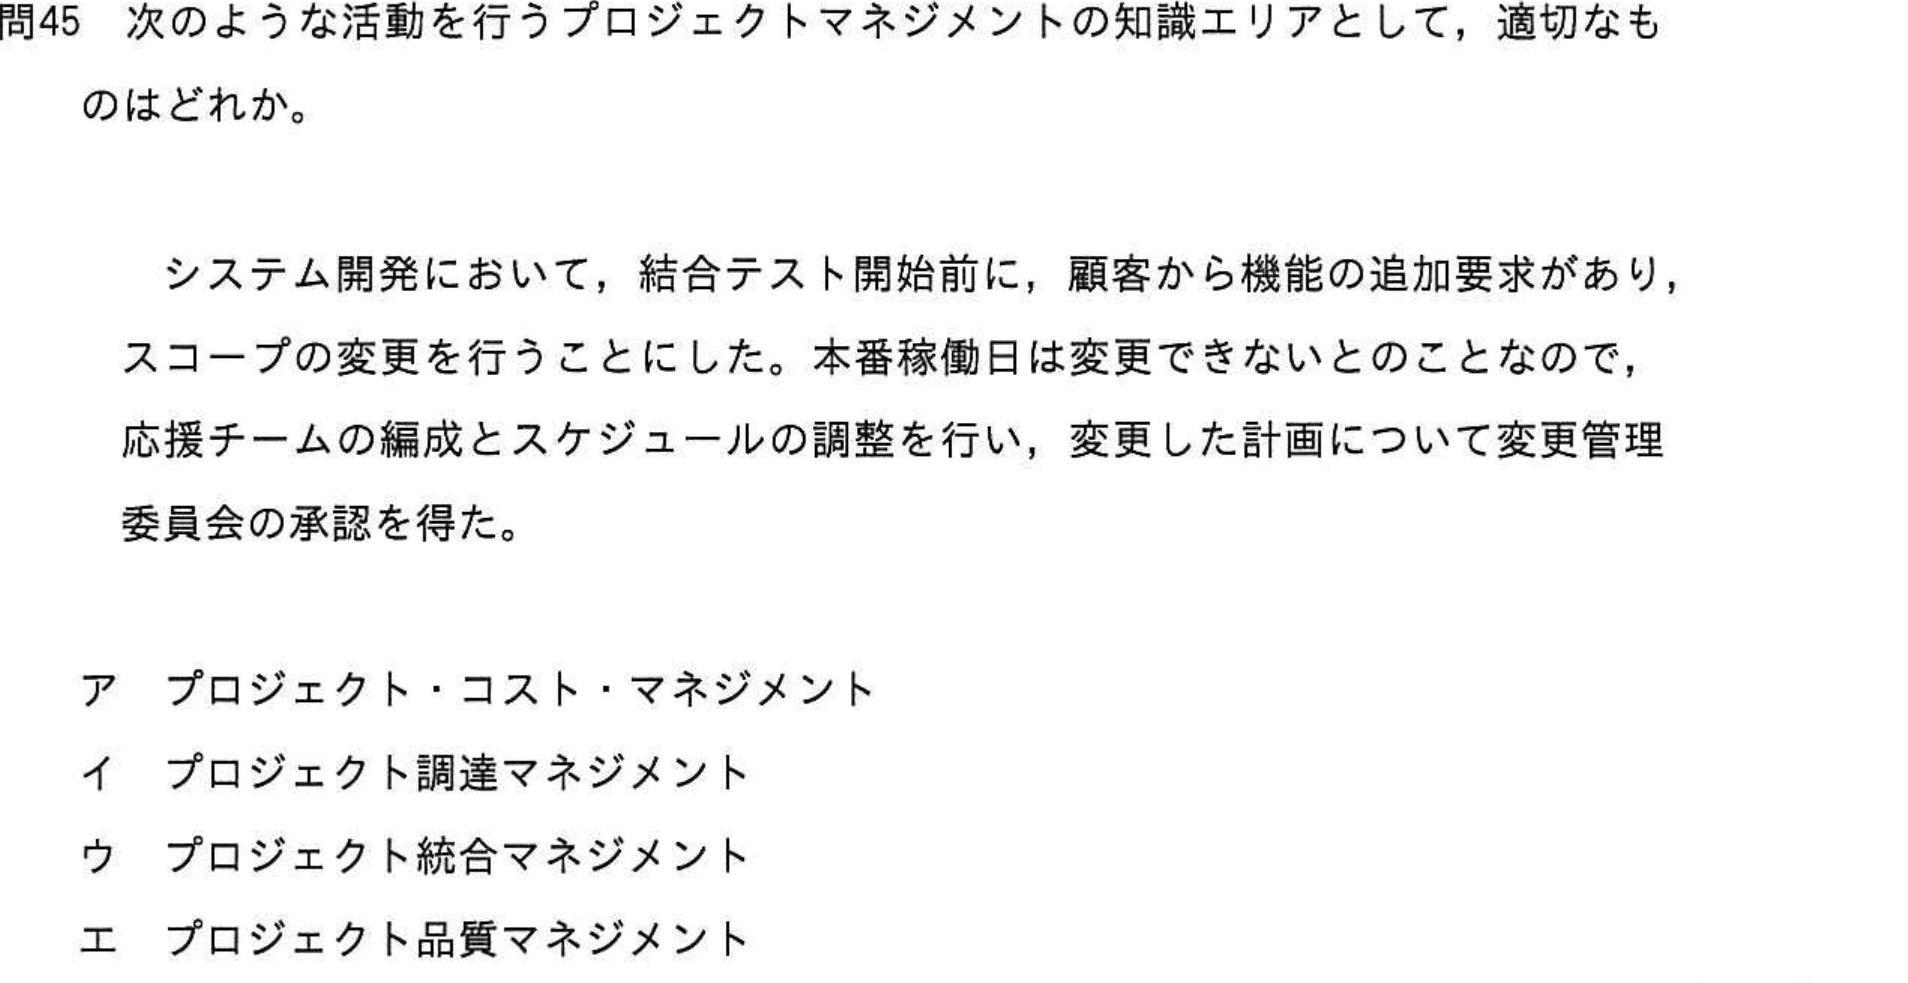 問45　次のような活動を行うプロジェクトマネジメントの知識エリアとして，適切なも
のはどれか。
システム開発において，結合テスト開始前に，顧客から機能の追加要求があり，
スコープの変更を行うことにした。本番稼働日は変更できないとのことなので，
応援チームの編成とスケジュールの調整を行い，変更した計画について変更管理
委員会の承認を得た。
ア　プロジェクト・コスト・マネジメント
イ　プロジェクト調達マネジメント
ウ　プロジェクト統合マネジメント
エ　プロジェクト品質マネジメント